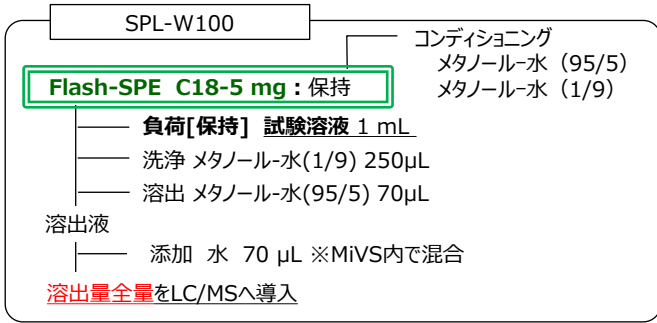 SPL-W100
コンディショニング
メタノール-水（95/5）
メタノール-水（1/9）
Flash-SPE C18-5 mg：保持
負荷[保持] 試験溶液 1 mL
洗浄 メタノール-水(1/9) 250μL
溶出 メタノール-水(95/5) 70μL
溶出液
添加 水 70 μL ※MiVS内で混合
溶出量全量をLC/MSへ導入